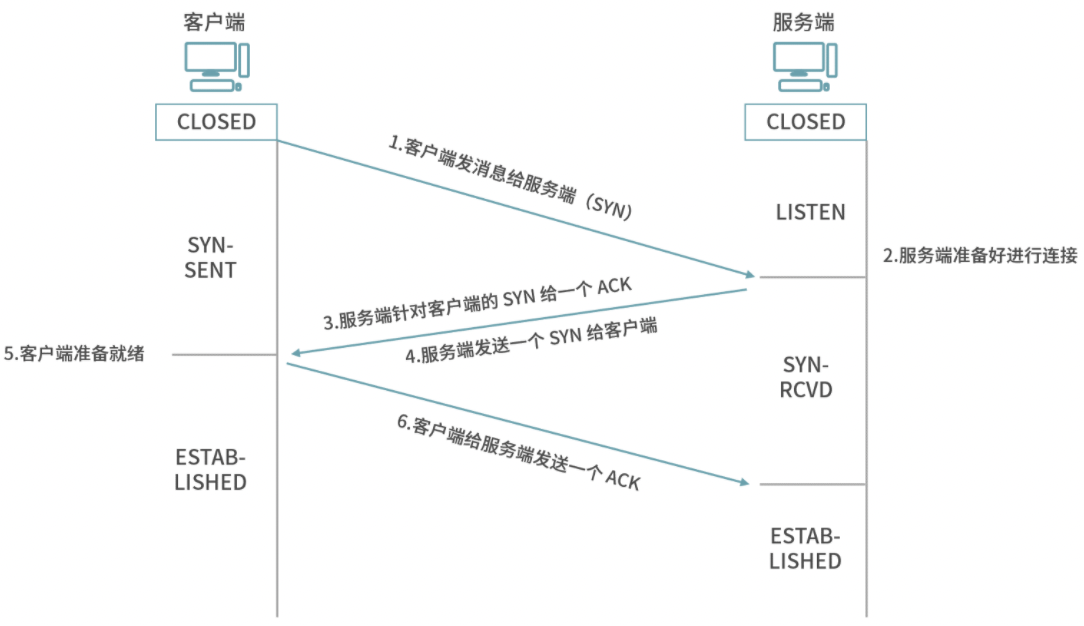 客户端
服务端
CLOSED
CLOSED
1.客户端发消息给服务端（SYN）
LISTEN
SYN-
SENT
2.服务端准备好进行连接
3.服务端针对客户端的 SYN 给一个 ACK
4.服务端发送一个 SYN 给客户端
5.客户端准备就绪
SYN-
RCVD
6.客户端给服务端发送一个 ACK
ESTAB-
LISHED
ESTAB-
LISHED